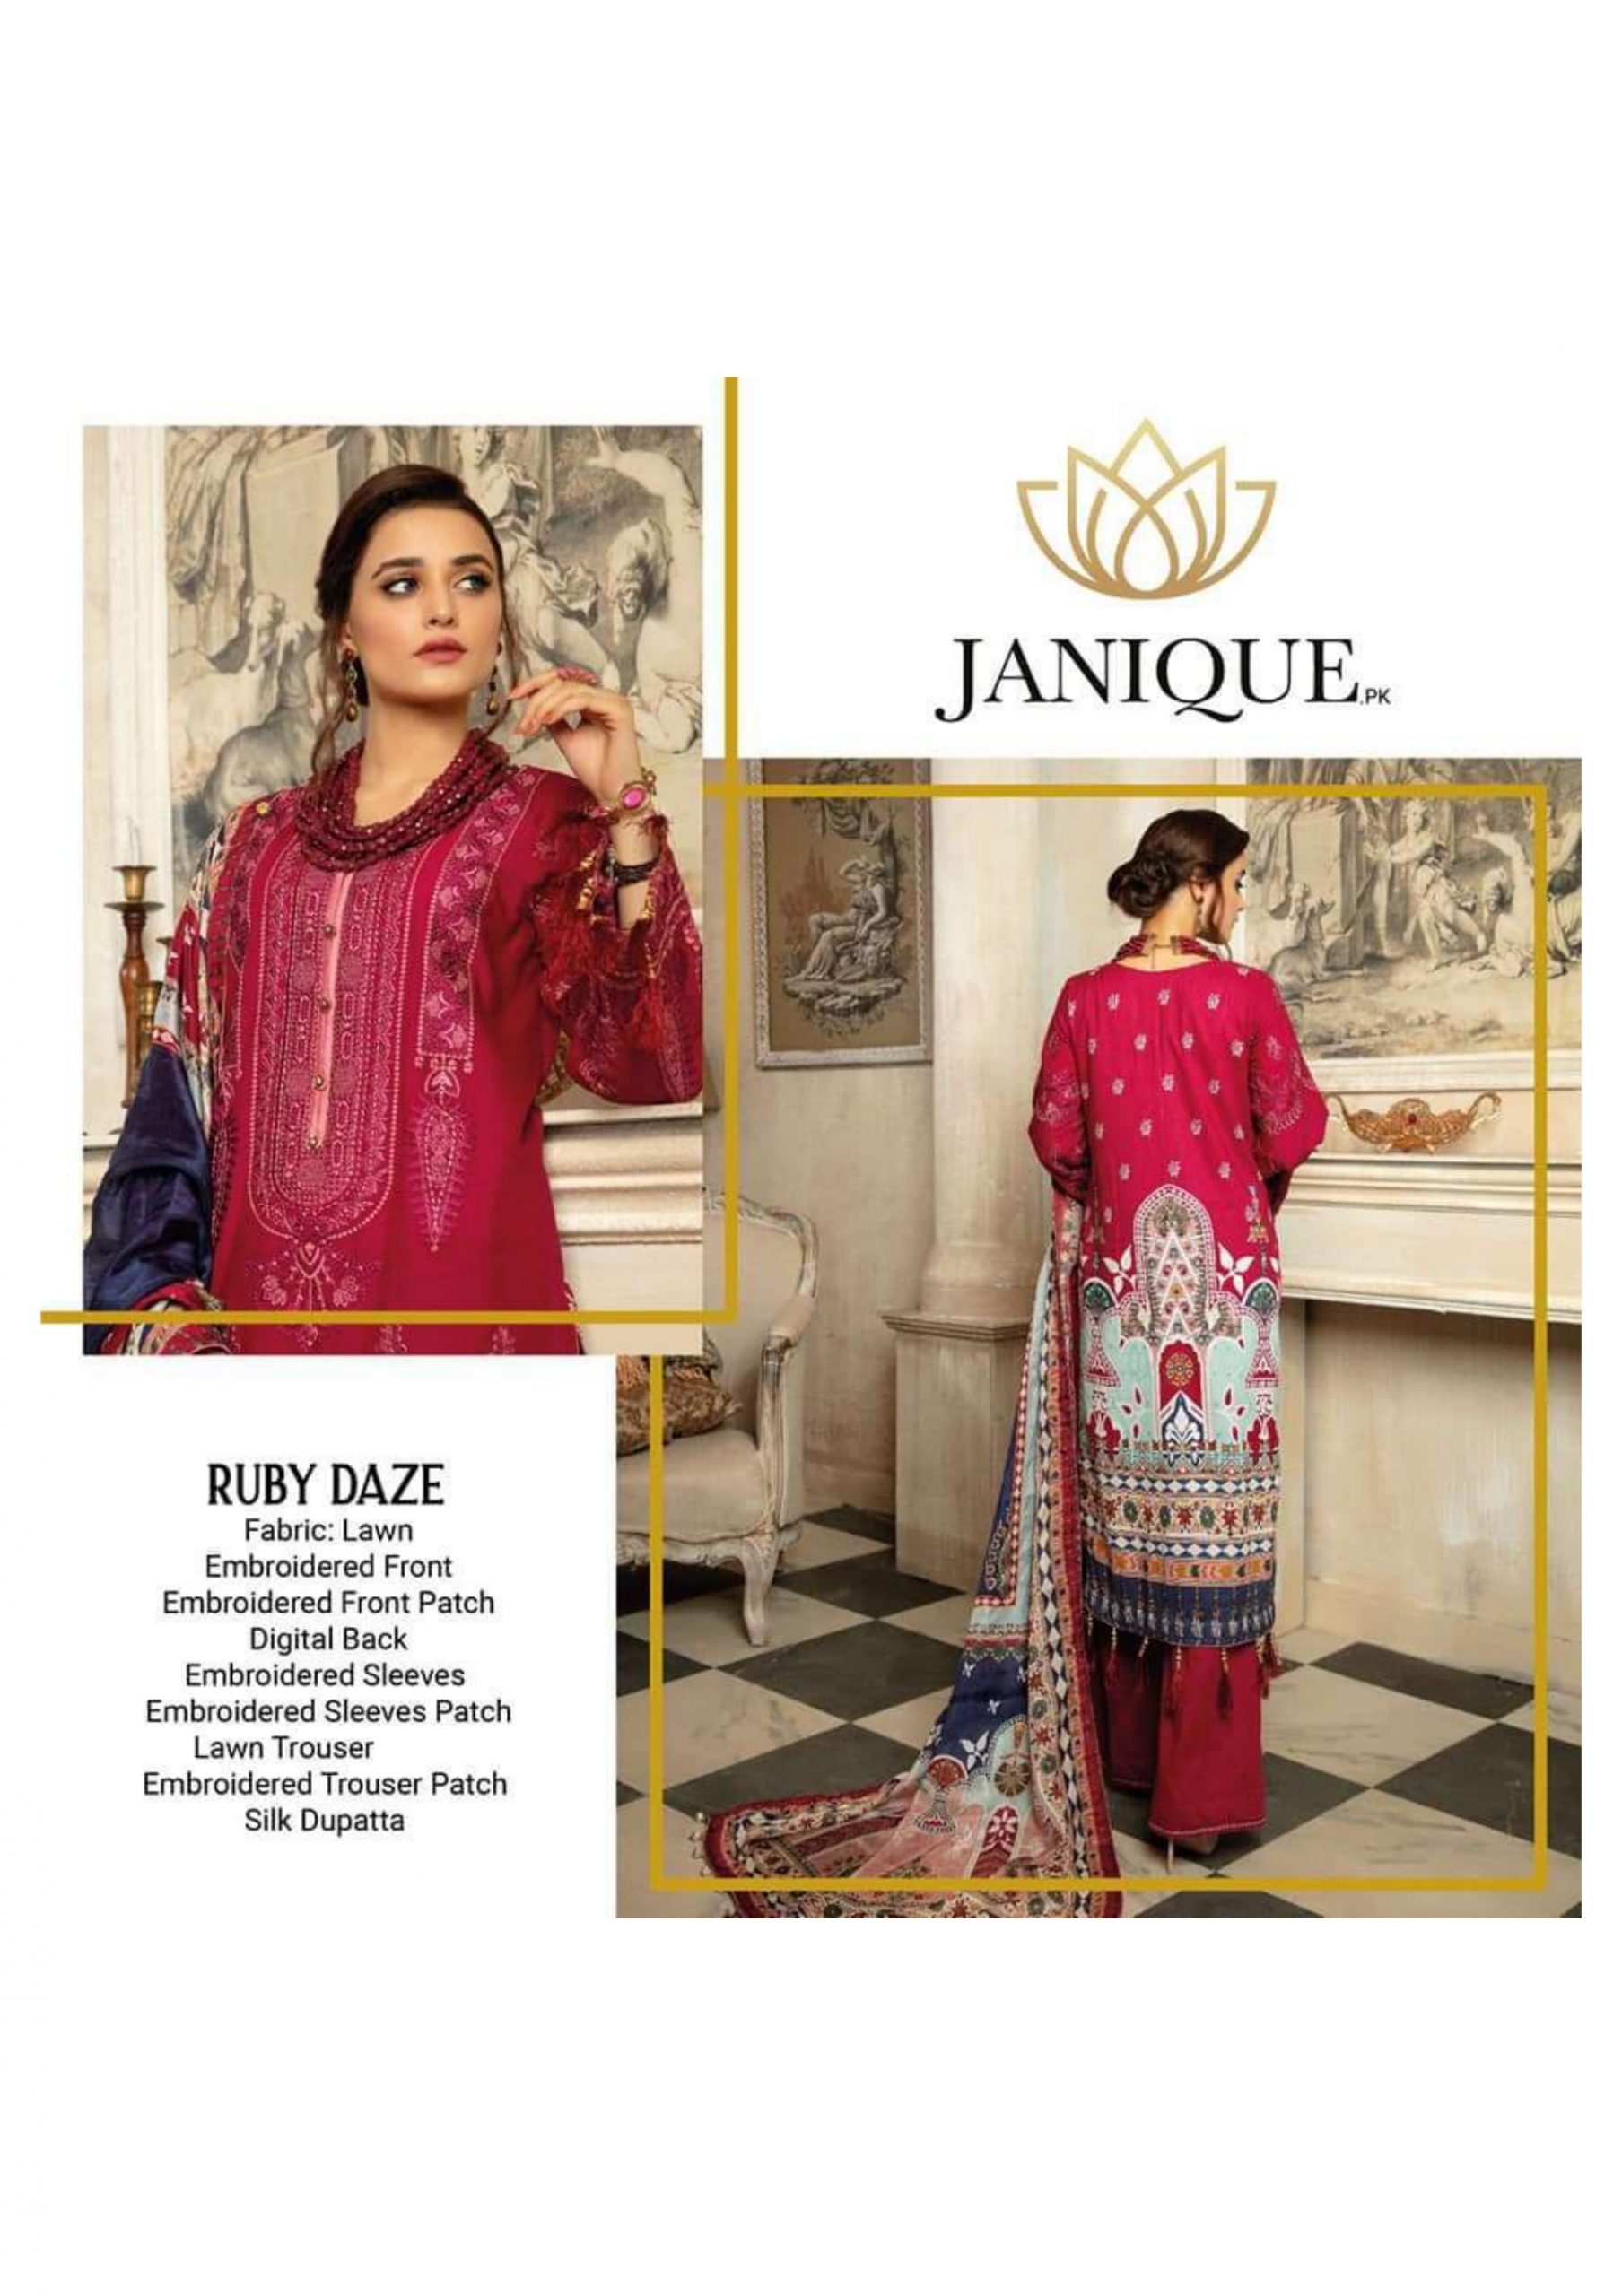 JANIQUE.PK
RUBY DAZE
Fabric: Lawn
Embroidered Front
Embroidered Front Patch
Digital Back
Embroidered Sleeves
Embroidered Sleeves Patch
Lawn Trouser
Embroidered Trouser Patch
Silk Dupatta